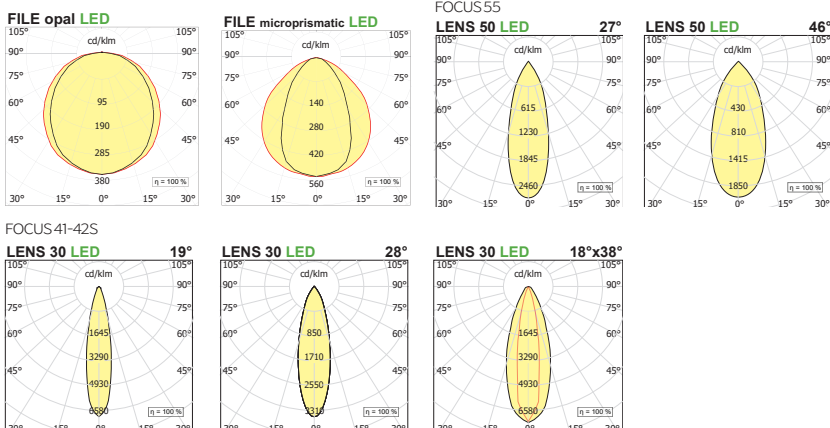 FOCUS 55
FILE opal LED
FILE microprismatic LED
LENS 50 LED 27°
LENS 50 LED 46°
105° cd/klm 105°
90° 90°
75° 75°
60° 60°
45° 45°
95
190
285
380
η = 100 %
30° 15° 0° 15° 30°
105° cd/klm 105°
90° 90°
75° 75°
60° 60°
45° 45°
140
280
420
560
η = 100 %
30° 15° 0° 15° 30°
105° cd/klm 105°
90° 90°
75° 75°
60° 60°
45° 45°
615
1230
1845
2460
η = 100 %
30° 15° 0° 15° 30°
105° cd/klm 105°
90° 90°
75° 75°
60° 60°
45° 45°
430
810
1415
1850
η = 100 %
30° 15° 0° 15° 30°
FOCUS 41-42S
LENS 30 LED 19°
105° cd/klm 105°
90° 90°
75° 75°
60° 60°
45° 45°
1645
3290
4930
6580
η = 100 %
LENS 30 LED 28°
105° cd/klm 105°
90° 90°
75° 75°
60° 60°
45° 45°
850
1710
2550
3310
η = 100 %
LENS 30 LED 18°x38°
105° cd/klm 105°
90° 90°
75° 75°
60° 60°
45° 45°
1645
3290
4930
6580
η = 100 %